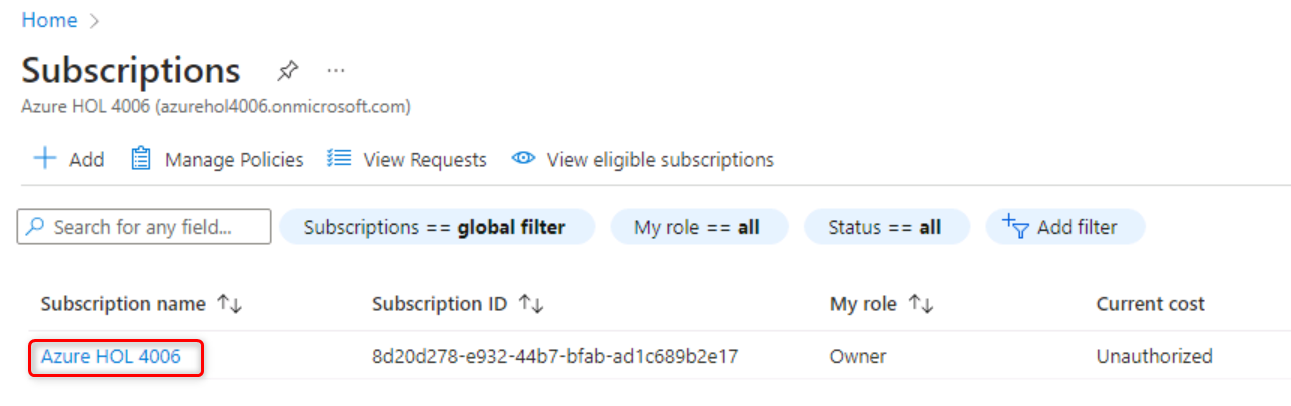 Home >
Subscriptions ...
Azure HOL 4006 (azurehol4006.onmicrosoft.com)
+ Add Manage Policies View Requests View eligible subscriptions
Search for any field... Subscriptions == global filter My role == all Status == all Add filter
Subscription name ↑↓ Subscription ID ↑↓ My role ↑↓ Current cost
Azure HOL 4006 8d20d278-e932-44b7-bfab-ad1c689b2e17 Owner Unauthorized